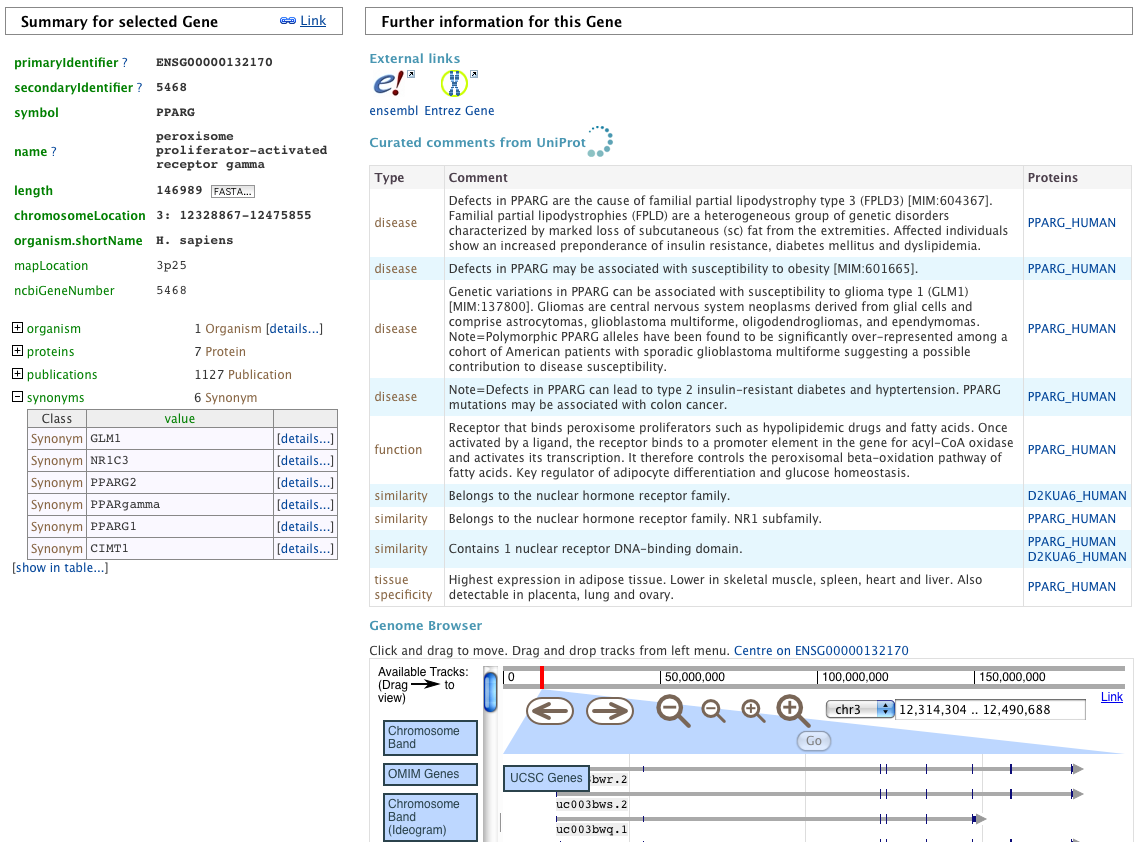 Summary for selected Gene Link
primaryIdentifier ? ENSG00000132170
secondaryIdentifier ? 5468
symbol PPARG
name ? peroxisome
proliferator-activated
receptor gamma
length 146989 FASTA...
chromosomeLocation 3: 12328867-12475855
organism.shortName H. sapiens
mapLocation 3p25
ncbiGeneNumber 5468
organism 1 Organism [details...]
proteins 7 Protein
publications 1127 Publication
synonyms 6 Synonym
Class value
Synonym GLM1 [details...]
Synonym NR1C3 [details...]
Synonym PPARG2 [details...]
Synonym PPARgamma [details...]
Synonym PPARG1 [details...]
Synonym CIMT1 [details...]
[show in table...]
Further information for this Gene
External links
e!
ensembl Entrez Gene
Curated comments from UniProt
Type Comment Proteins
disease Defects in PPARG are the cause of familial partial lipodystrophy type 3 (FPLD3) [MIM:604367].
Familial partial lipodystrophies (FPLD) are a heterogeneous group of genetic disorders
characterized by marked loss of subcutaneous (sc) fat from the extremities. Affected individuals
show an increased preponderance of insulin resistance, diabetes mellitus and dyslipidemia.
PPARG_HUMAN
disease Defects in PPARG may be associated with susceptibility to obesity [MIM:601665]. PPARG_HUMAN
disease Genetic variations in PPARG can be associated with susceptibility to glioma type 1 (GLM1)
[MIM:137800]. Gliomas are central nervous system neoplasms derived from glial cells and
comprise astrocytomas, glioblastoma multiforme, oligodendrogliomas, and ependymomas.
Note=Polymorphic PPARG alleles have been found to be significantly over-represented among a
cohort of American patients with sporadic glioblastoma multiforme suggesting a possible
contribution to disease susceptibility.
PPARG_HUMAN
disease Note=Defects in PPARG can lead to type 2 insulin-resistant diabetes and hyptertension. PPARG
mutations may be associated with colon cancer.
PPARG_HUMAN
function Receptor that binds peroxisome proliferators such as hypolipidemic drugs and fatty acids. Once
activated by a ligand, the receptor binds to a promoter element in the gene for acyl-CoA oxidase
and activates its transcription. It therefore controls the peroxisomal beta-oxidation pathway of
fatty acids. Key regulator of adipocyte differentiation and glucose homeostasis.
PPARG_HUMAN
similarity Belongs to the nuclear hormone receptor family. D2KUA6_HUMAN
similarity Belongs to the nuclear hormone receptor family. NR1 subfamily. PPARG_HUMAN
similarity Contains 1 nuclear receptor DNA-binding domain. PPARG_HUMAN
D2KUA6_HUMAN
tissue
specificity
Highest expression in adipose tissue. Lower in skeletal muscle, spleen, heart and liver. Also
detectable in placenta, lung and ovary.
PPARG_HUMAN
Genome Browser
Click and drag to move. Drag and drop tracks from left menu. Centre on ENSG00000132170
Available Tracks:
(Drag to
view)
Chromosome
Band
OMIM Genes
Chromosome
Band
(Ideogram)
0 50,000,000 100,000,000 150,000,000
Link
chr3 12,314,304 .. 12,490,688
Go
UCSC Genes bwr.2
uc003bws.2
uc003bwq.1